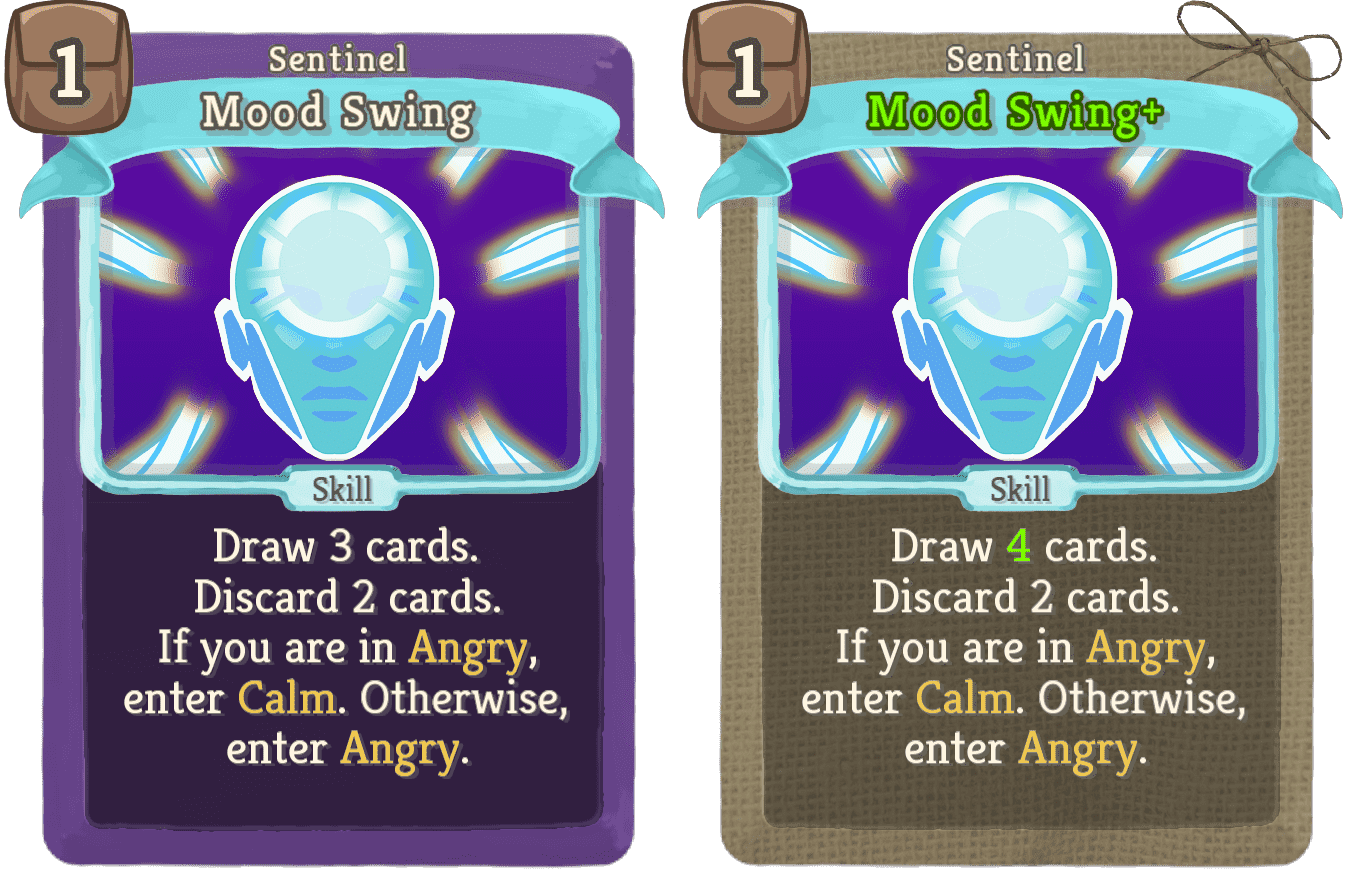 1
Sentinel
Mood Swing
Skill
Draw 3 cards.
Discard 2 cards.
If you are in Angry,
enter Calm. Otherwise,
enter Angry.
1
Sentinel
Mood Swing+
Skill
Draw 4 cards.
Discard 2 cards.
If you are in Angry,
enter Calm. Otherwise,
enter Angry.